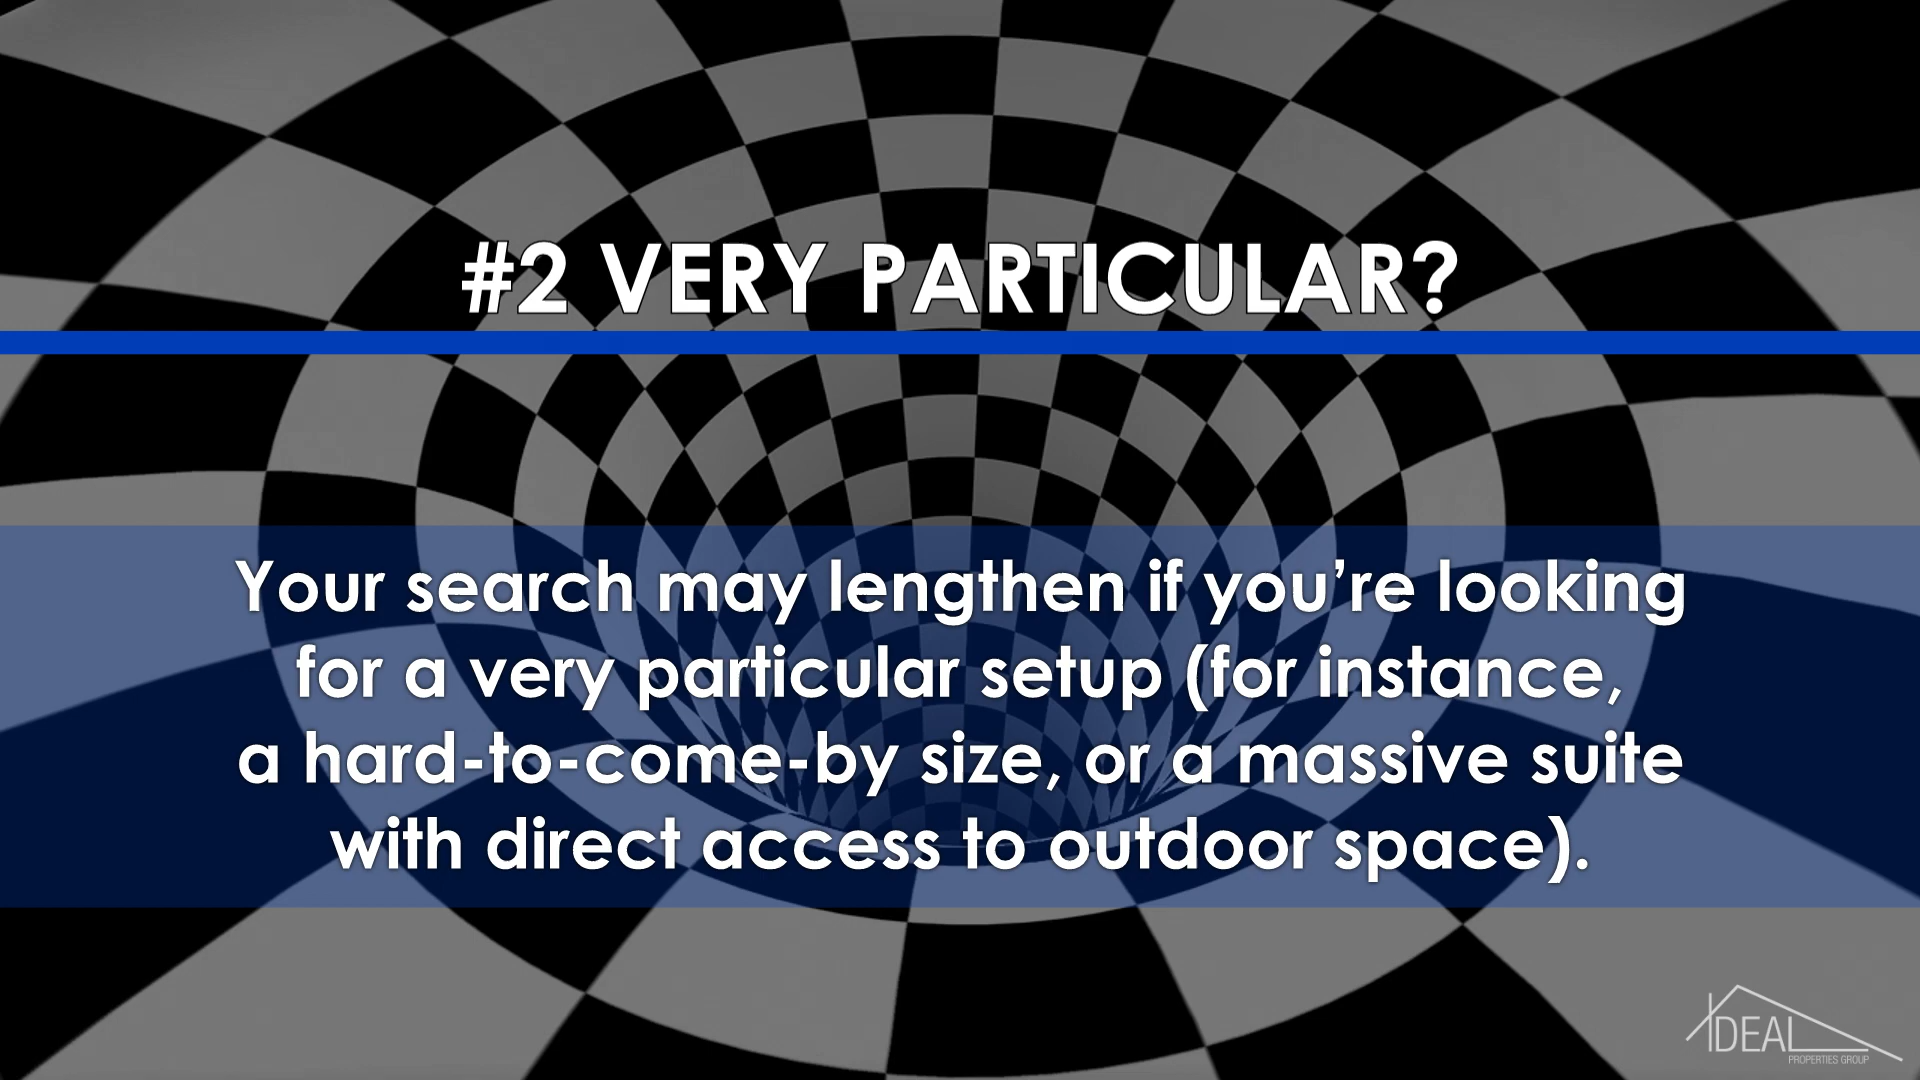 #2 VERY PARTICULAR?
Your search may lengthen if you’re looking
for a very particular setup (for instance,
a hard-to-come-by size, or a massive suite
with direct access to outdoor space).
IDEAL
PROPERTIES GROUP